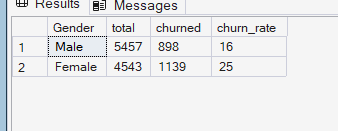 Results Messages
Gender total churned churn_rate
1 Male 5457 898 16
2 Female 4543 1139 25